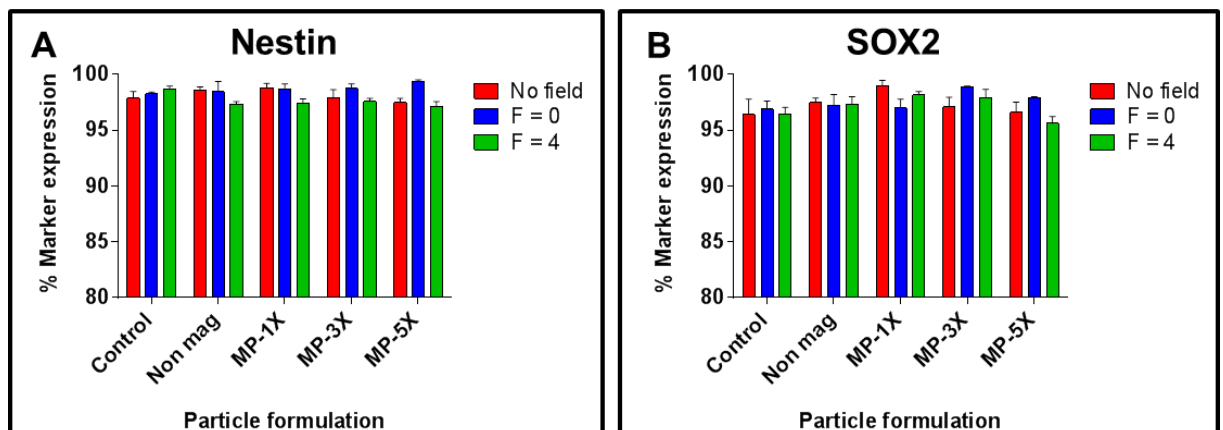 A
Nestin
% Marker expression
100
95
90
85
80
No field
F = 0
F = 4
Control
Non mag
MP-1X
MP-3X
MP-5X
Particle formulation
B
SOX2
% Marker expression
100
95
90
85
80
No field
F = 0
F = 4
Control
Non mag
MP-1X
MP-3X
MP-5X
Particle formulation